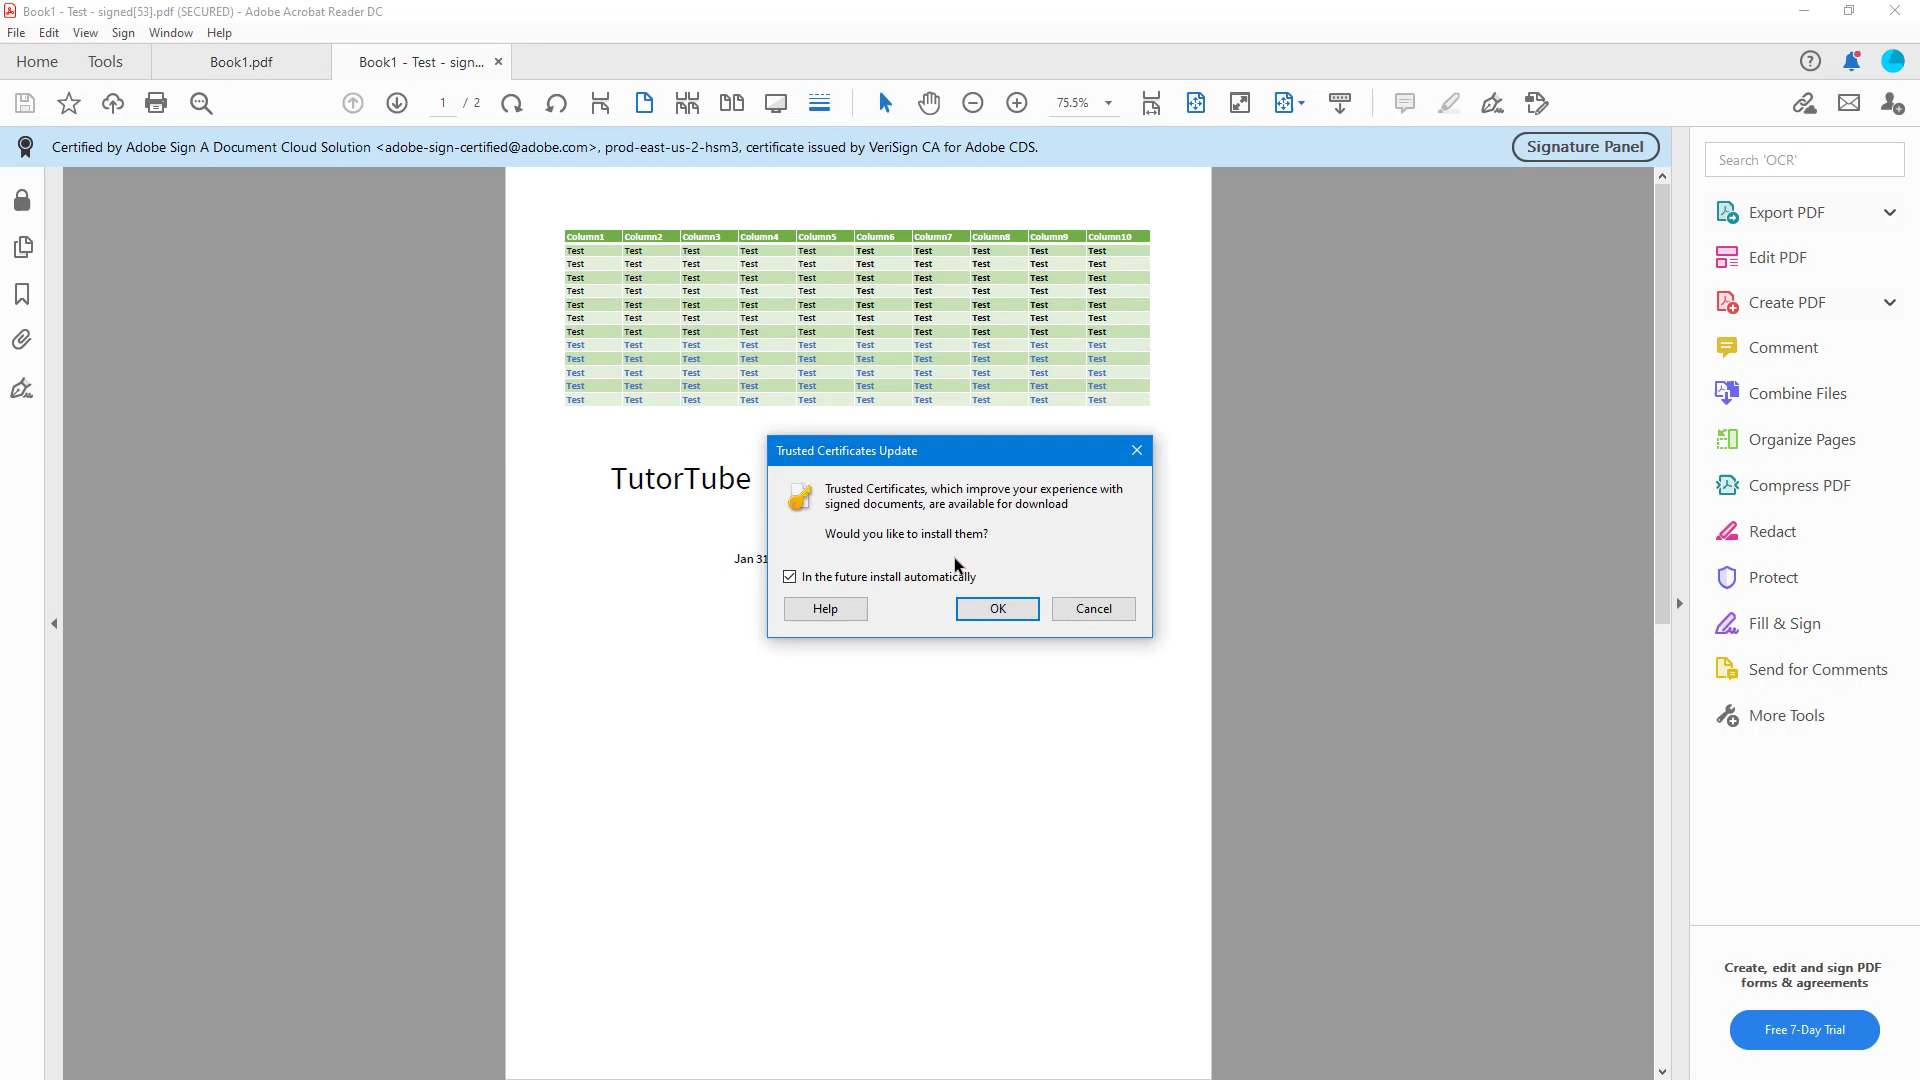 Book1 - Test - signed[53].pdf (SECURED) - Adobe Acrobat Reader DC
File Edit View Sign Window Help
Home Tools Book1.pdf Book1 - Test - sign...
1 / 2 75.5%
Certified by Adobe Sign A Document Cloud Solution <adobe-sign-certified@adobe.com>, prod-east-us-2-hsm3, certificate issued by VeriSign CA for Adobe CDS.
Signature Panel
Column1 Column2 Column3 Column4 Column5 Column6 Column7 Column8 Column9 Column10
Test Test Test Test Test Test Test Test Test Test
Test Test Test Test Test Test Test Test Test Test
Test Test Test Test Test Test Test Test Test Test
Test Test Test Test Test Test Test Test Test Test
Test Test Test Test Test Test Test Test Test Test
Test Test Test Test Test Test Test Test Test Test
Test Test Test Test Test Test Test Test Test Test
Test Test Test Test Test Test Test Test Test Test
Test Test Test Test Test Test Test Test Test Test
Test Test Test Test Test Test Test Test Test Test
Test Test Test Test Test Test Test Test Test Test
Test Test Test Test Test Test Test Test Test Test
TutorTube
Jan 31
Trusted Certificates Update
Trusted Certificates, which improve your experience with
signed documents, are available for download
Would you like to install them?
In the future install automatically
Help OK Cancel
Search 'OCR'
Export PDF
Edit PDF
Create PDF
Comment
Combine Files
Organize Pages
Compress PDF
Redact
Protect
Fill & Sign
Send for Comments
More Tools
Create, edit and sign PDF
forms & agreements
Free 7-Day Trial